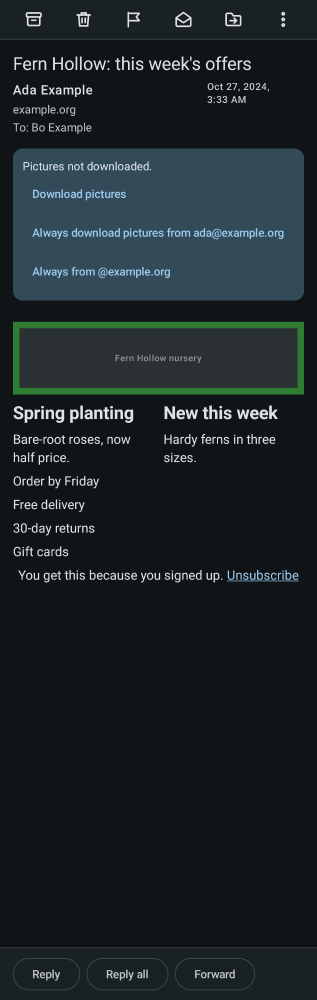 Fern Hollow: this week's offers
Ada Example
Oct 27, 2024,
3:33 AM
example.org
To: Bo Example
Pictures not downloaded.
Download pictures
Always download pictures from ada@example.org
Always from @example.org
Fern Hollow nursery
Spring planting
Bare-root roses, now
half price.
New this week
Hardy ferns in three
sizes.
Order by Friday
Free delivery
30-day returns
Gift cards
You get this because you signed up. Unsubscribe
Reply
Reply all
Forward